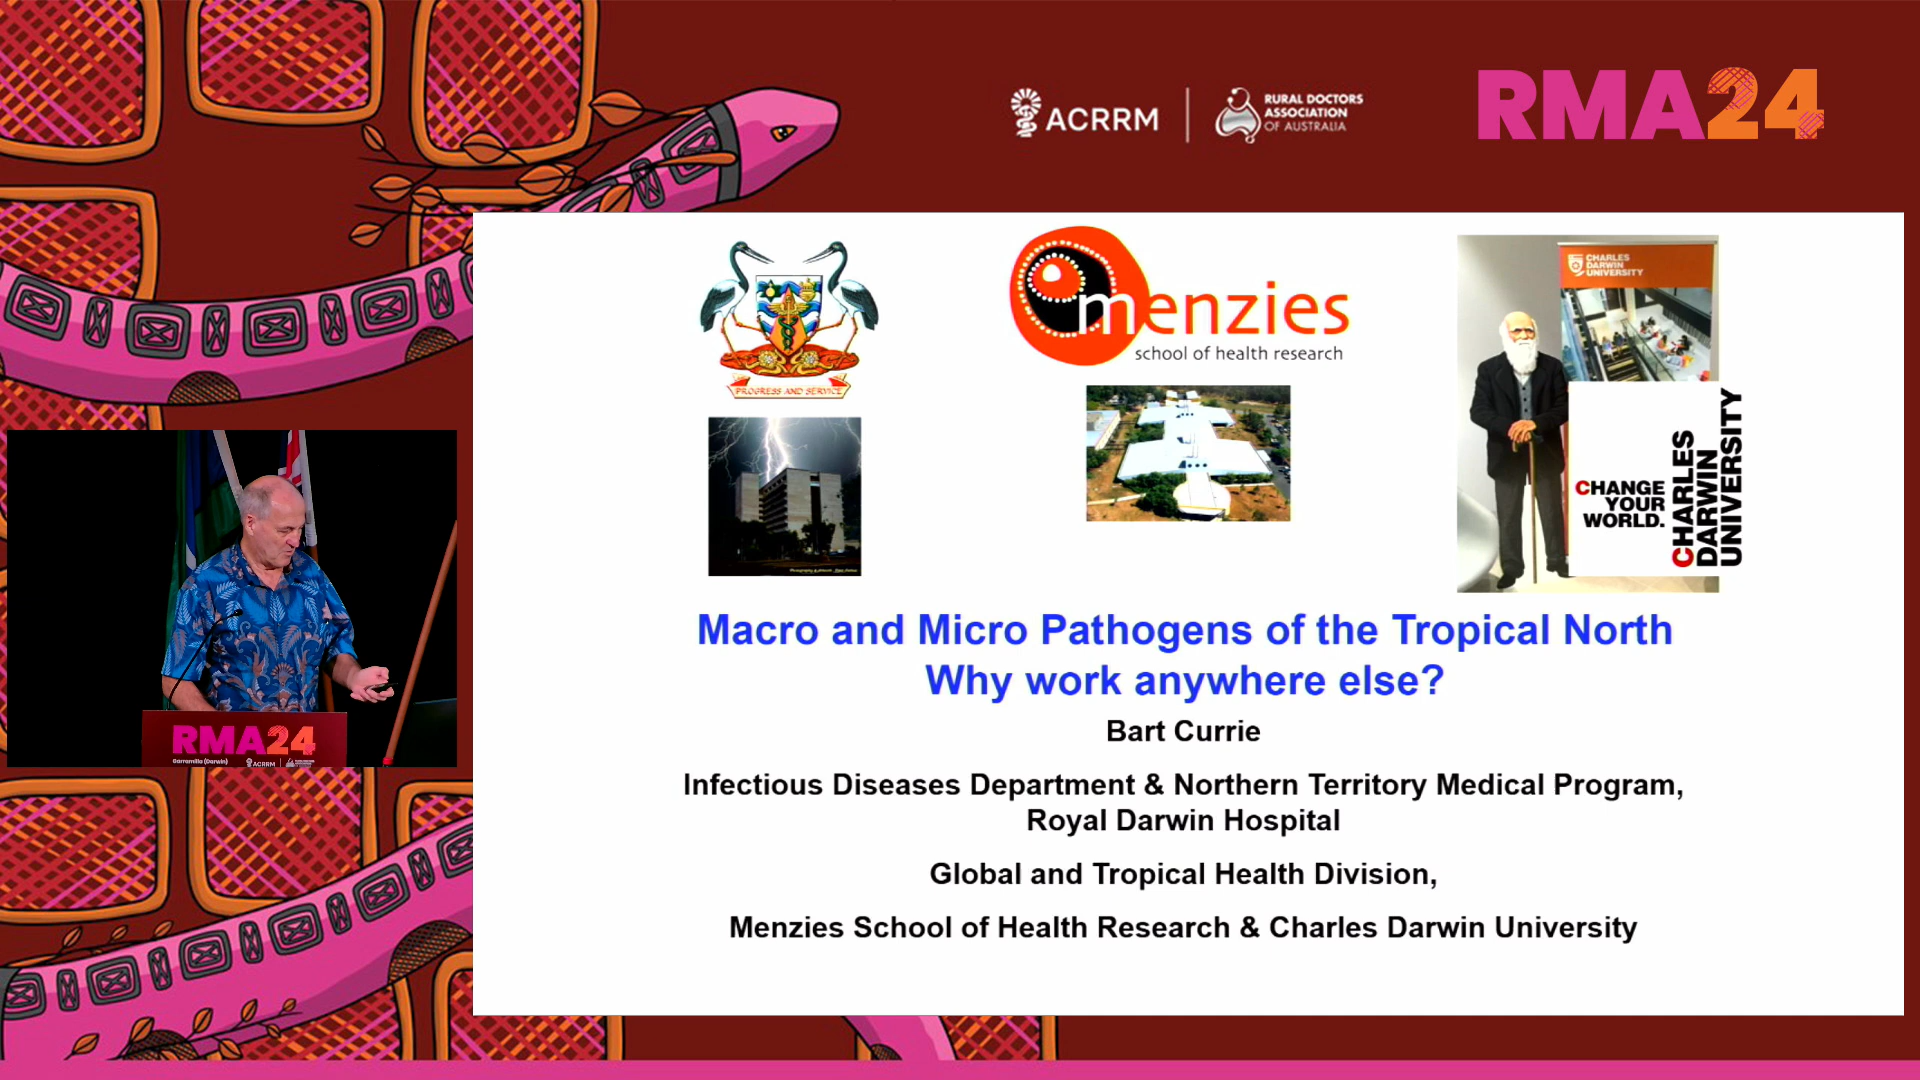 ACRRM
RURAL DOCTORS
ASSOCIATION
OF AUSTRALIA
RMA24
PROGRESS AND SERVICE
menzies
school of health research
CHARLES
DARWIN
UNIVERSITY
CHANGE
YOUR
WORLD.
CHARLES
DARWIN
UNIVERSITY
Macro and Micro Pathogens of the Tropical North
Why work anywhere else?
Bart Currie
Infectious Diseases Department & Northern Territory Medical Program,
Royal Darwin Hospital
Global and Tropical Health Division,
Menzies School of Health Research & Charles Darwin University
RMA24
Garramilla (Darwin)
ACRRM